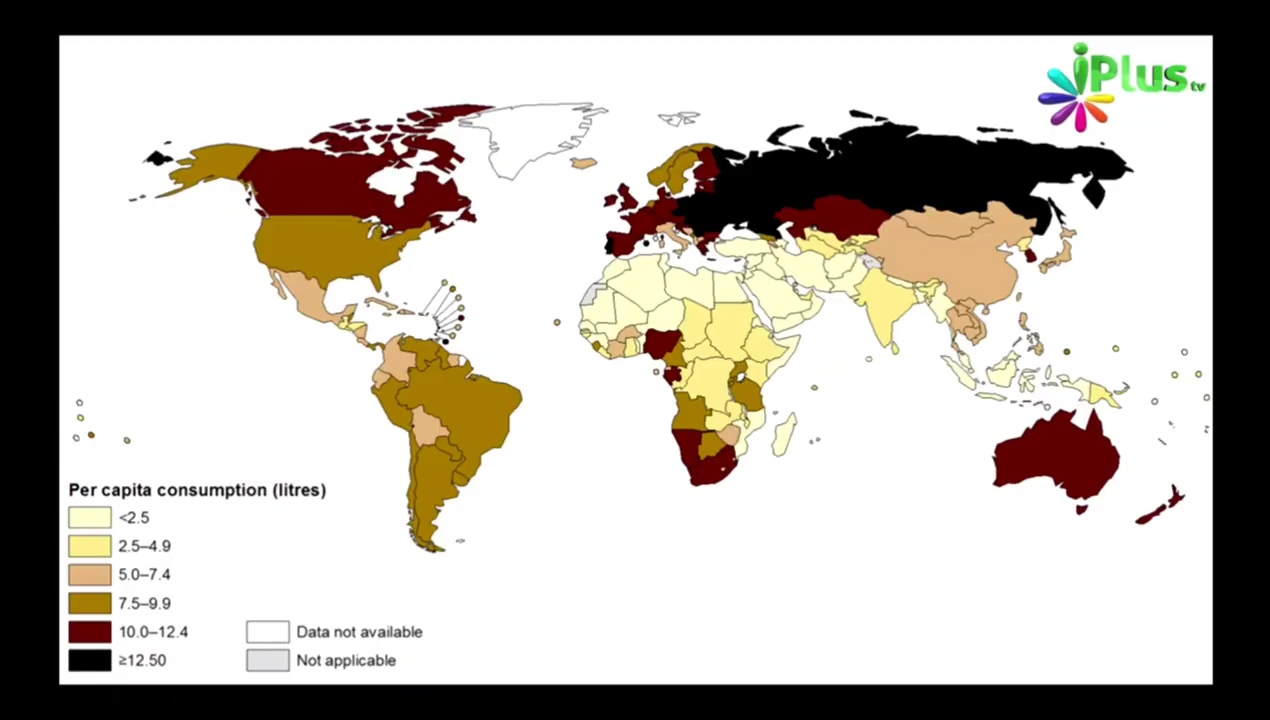 iPlus tv
Per capita consumption (litres)
<2.5
2.5–4.9
5.0–7.4
7.5–9.9
10.0–12.4
≥12.50
Data not available
Not applicable